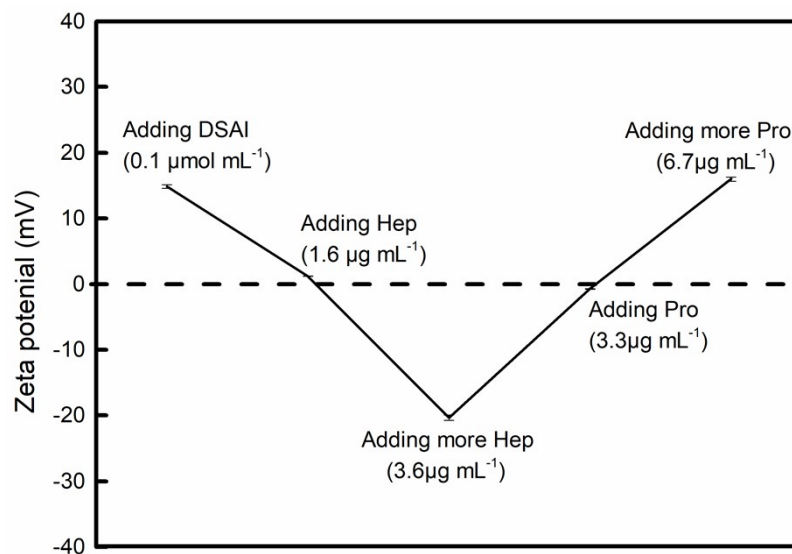 40
30
20
10
0
-10
-20
-30
-40
Zeta potenial (mV)
Adding DSAI
(0.1 µmol mL⁻¹)
Adding Hep
(1.6 µg mL⁻¹)
Adding more Hep
(3.6µg mL⁻¹)
Adding Pro
(3.3µg mL⁻¹)
Adding more Pro
(6.7µg mL⁻¹)